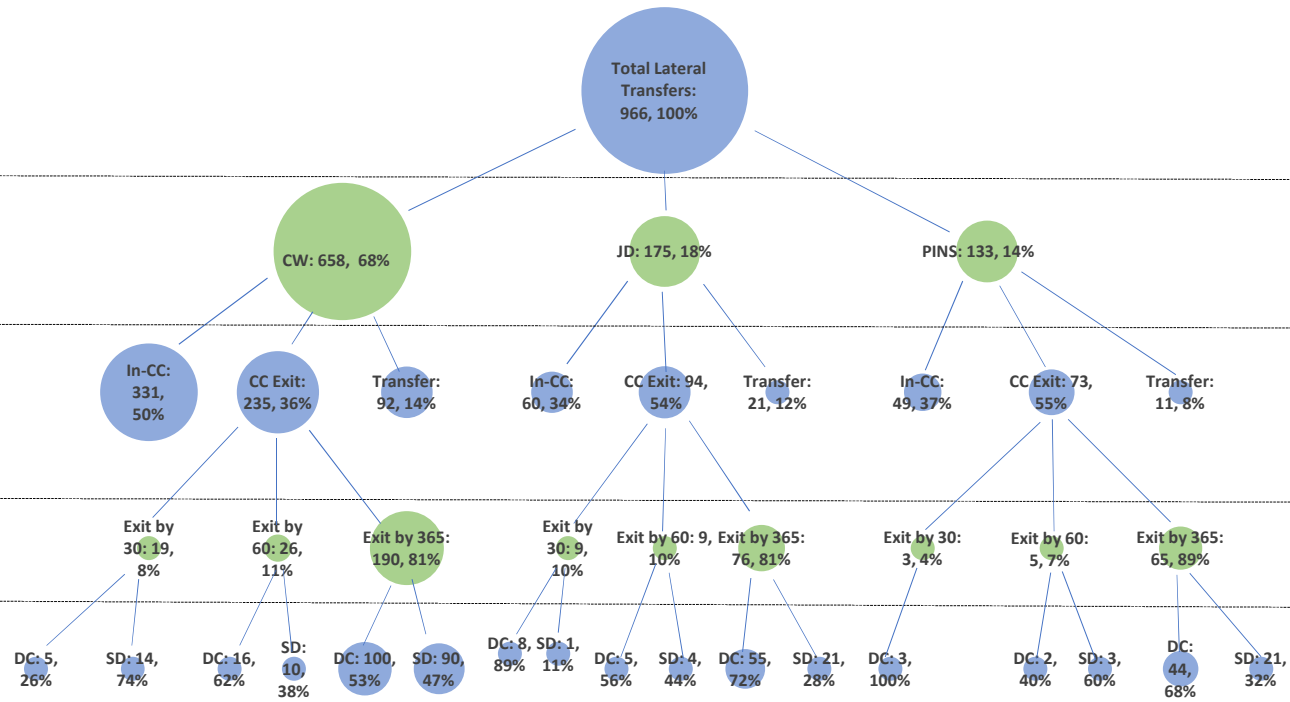 Total Lateral
Transfers:
966, 100%
CW: 658,  68%
JD: 175, 18%
PINS: 133, 14%
In-CC:
331,
50%
CC Exit:
235, 36%
Transfer:
92, 14%
In-CC:
60, 34%
CC Exit: 94,
54%
Transfer:
21, 12%
In-CC:
49, 37%
CC Exit: 73,
55%
Transfer:
11, 8%
Exit by
30: 19,
8%
Exit by
60: 26,
11%
Exit by 365:
190, 81%
Exit by
30: 9,
10%
Exit by 60: 9,
10%
Exit by 365:
76, 81%
Exit by 30:
3, 4%
Exit by 60:
5, 7%
Exit by 365:
65, 89%
DC: 5,
26%
SD: 14,
74%
DC: 16,
62%
SD:
10,
38%
DC: 100,
53%
SD: 90,
47%
DC: 8,
89%
SD: 1,
11%
DC: 5,
56%
SD: 4,
44%
DC: 55,
72%
SD: 21,
28%
DC: 3,
100%
DC: 2,
40%
SD: 3,
60%
DC:
44,
68%
SD: 21,
32%